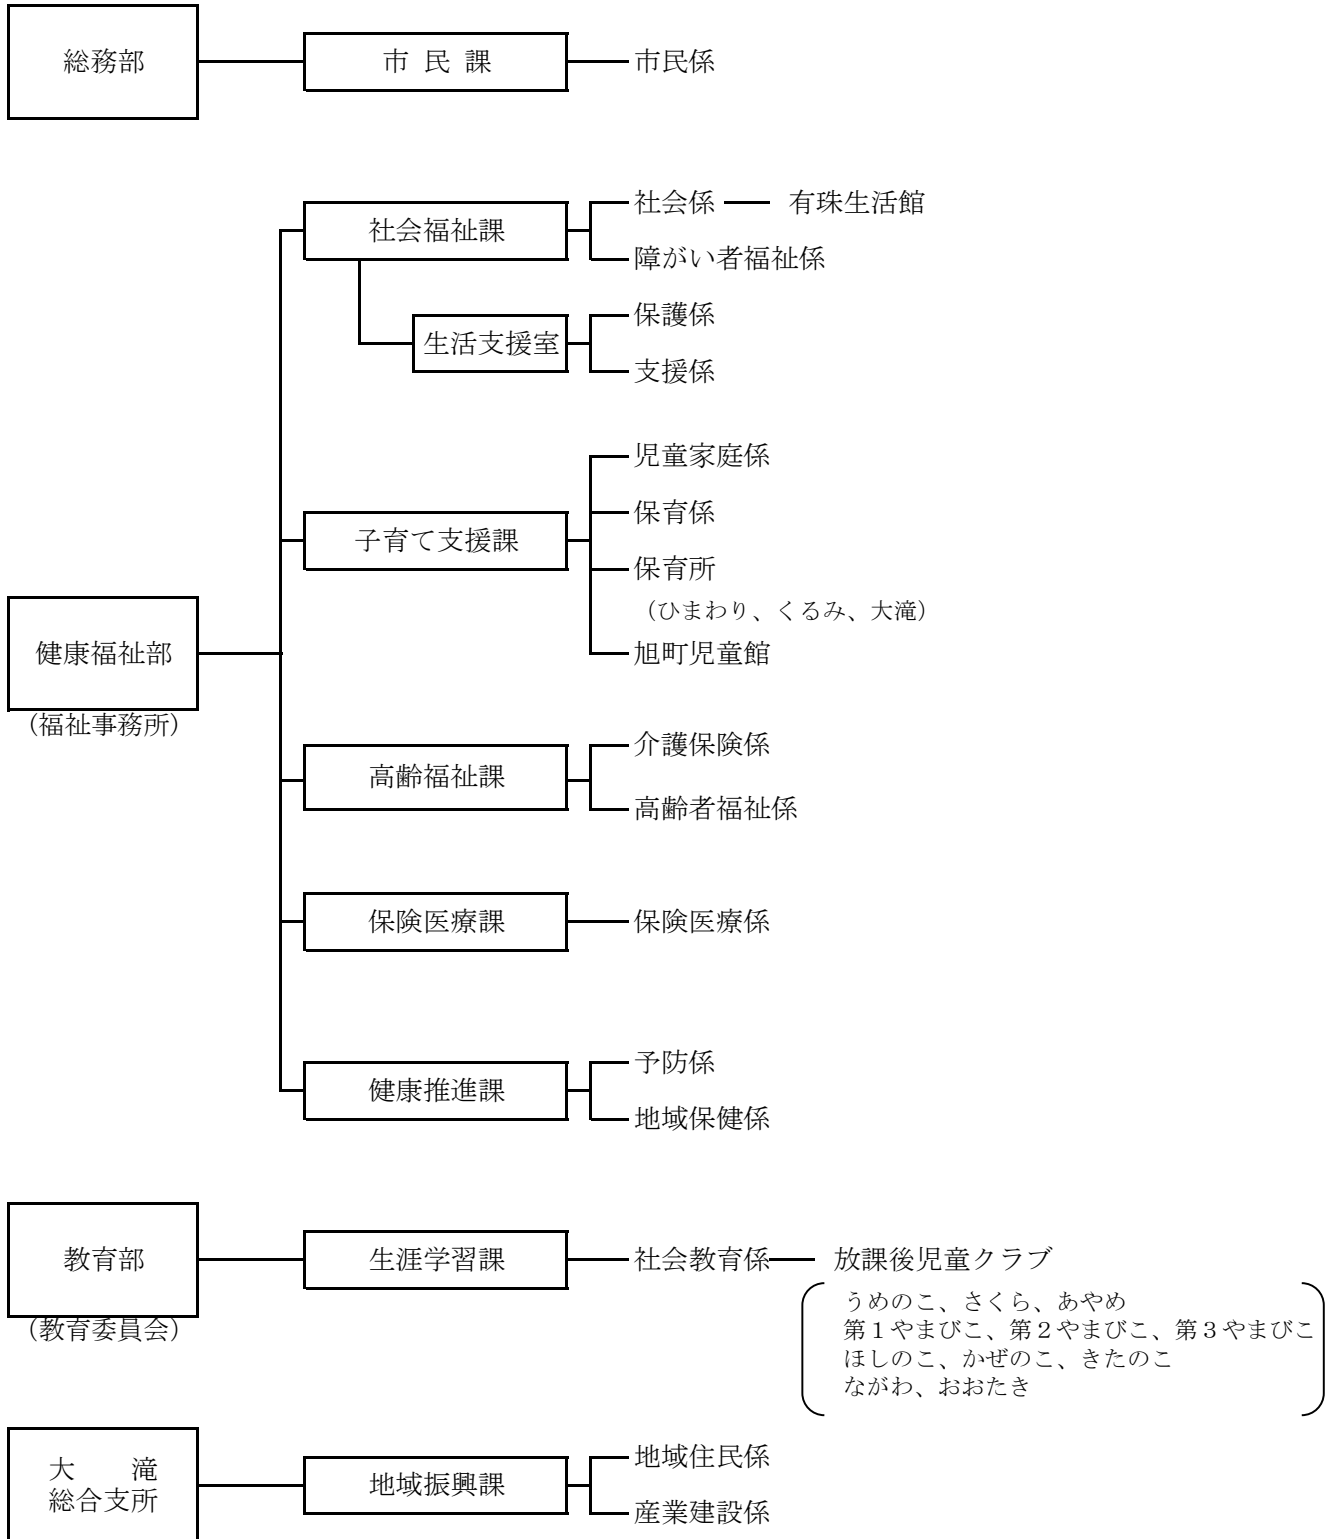 総務部
市 民 課
市民係
社会福祉課
社会係
有珠生活館
障がい者福祉係
生活支援室
保護係
支援係
健康福祉部
(福祉事務所)
子育て支援課
児童家庭係
保育係
保育所
（ひまわり、くるみ、大滝）
旭町児童館
高齢福祉課
介護保険係
高齢者福祉係
保険医療課
保険医療係
健康推進課
予防係
地域保健係
教育部
(教育委員会)
生涯学習課
社会教育係
放課後児童クラブ
うめのこ、さくら、あやめ
第１やまびこ、第２やまびこ、第３やまびこ
ほしのこ、かぜのこ、きたのこ
ながわ、おおたき
大　　滝
総合支所
地域振興課
地域住民係
産業建設係